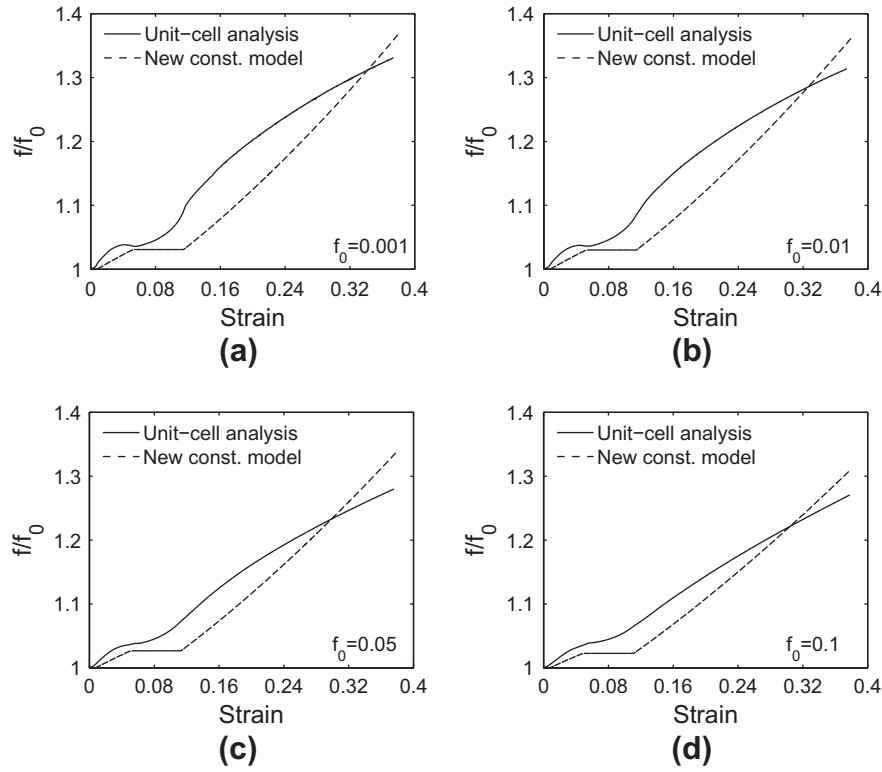 1.4
Unit−cell analysis
New const. model
1.3
f/f0
1.2
1.1
f0=0.001
1
0 0.08 0.16 0.24 0.32 0.4
Strain
(a)
1.4
Unit−cell analysis
New const. model
1.3
f/f0
1.2
1.1
f0=0.01
1
0 0.08 0.16 0.24 0.32 0.4
Strain
(b)
1.4
Unit−cell analysis
New const. model
1.3
f/f0
1.2
1.1
f0=0.05
1
0 0.08 0.16 0.24 0.32 0.4
Strain
(c)
1.4
Unit−cell analysis
New const. model
1.3
f/f0
1.2
1.1
f0=0.1
1
0 0.08 0.16 0.24 0.32 0.4
Strain
(d)